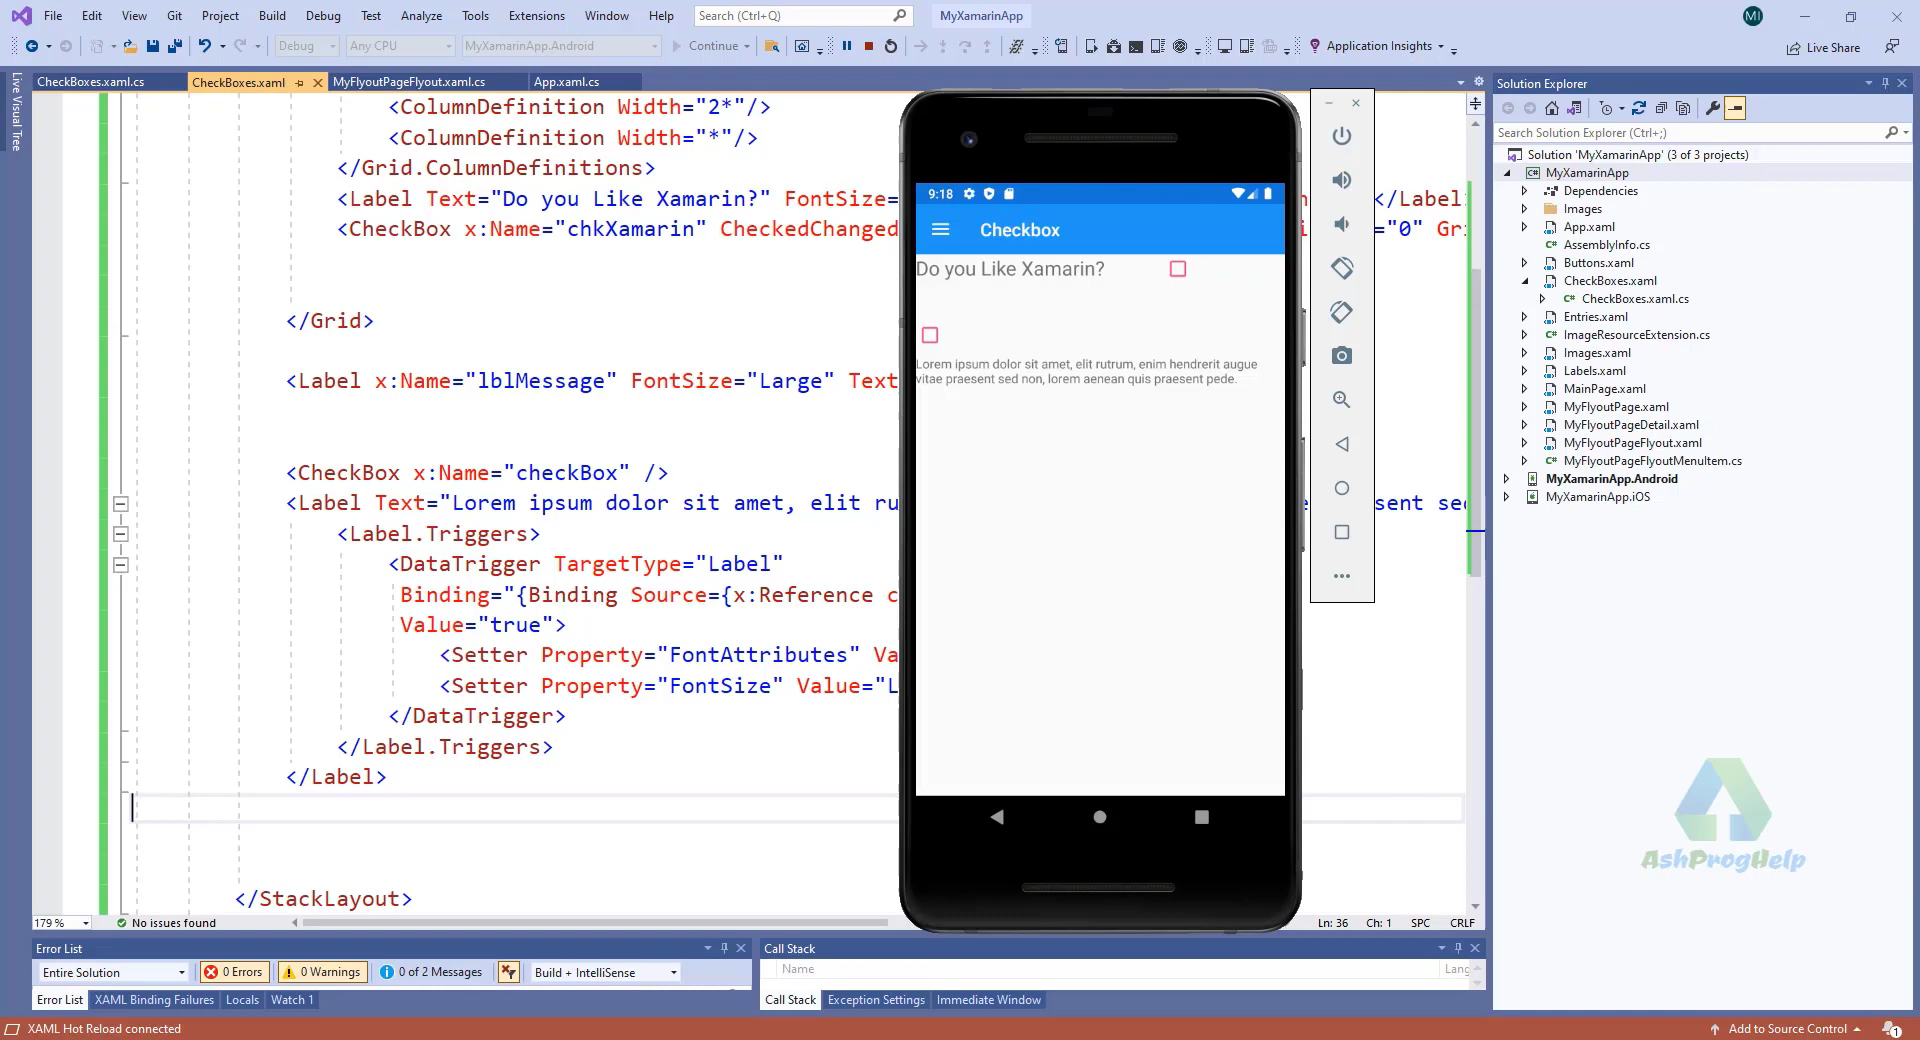 File Edit View Git Project Build Debug Test Analyze Tools Extensions Window Help Search (Ctrl+Q) MyXamarinApp MI
Debug Any CPU MyXamarinApp.Android Continue Application Insights Live Share
Live Visual Tree
CheckBoxes.xaml.cs CheckBoxes.xaml MyFlyoutPageFlyout.xaml.cs App.xaml.cs
<ColumnDefinition Width="2*"/>
<ColumnDefinition Width="*"/>
</Grid.ColumnDefinitions>
<Label Text="Do you Like Xamarin?" FontSize= </Label
<CheckBox x:Name="chkXamarin" CheckedChanged ="0" Gri
</Grid>
<Label x:Name="lblMessage" FontSize="Large" Text
<CheckBox x:Name="checkBox" />
<Label Text="Lorem ipsum dolor sit amet, elit ru sent sed
<Label.Triggers>
<DataTrigger TargetType="Label"
Binding="{Binding Source={x:Reference c
Value="true">
<Setter Property="FontAttributes" Va
<Setter Property="FontSize" Value="L
</DataTrigger>
</Label.Triggers>
</Label>
</StackLayout>
179 % No issues found Ln: 36 Ch: 1 SPC CRLF
9:18
Checkbox
Do you Like Xamarin?
Lorem ipsum dolor sit amet, elit rutrum, enim hendrerit augue
vitae praesent sed non, lorem aenean quis praesent pede.
Solution Explorer
Search Solution Explorer (Ctrl+;)
Solution 'MyXamarinApp' (3 of 3 projects)
MyXamarinApp
Dependencies
Images
App.xaml
AssemblyInfo.cs
Buttons.xaml
CheckBoxes.xaml
CheckBoxes.xaml.cs
Entries.xaml
ImageResourceExtension.cs
Images.xaml
Labels.xaml
MainPage.xaml
MyFlyoutPage.xaml
MyFlyoutPageDetail.xaml
MyFlyoutPageFlyout.xaml
MyFlyoutPageFlyoutMenuItem.cs
MyXamarinApp.Android
MyXamarinApp.iOS
AshProgHelp
Error List
Entire Solution 0 Errors 0 Warnings 0 of 2 Messages Build + IntelliSense
Error List XAML Binding Failures Locals Watch 1
Call Stack
Name Lang
Call Stack Exception Settings Immediate Window
XAML Hot Reload connected Add to Source Control 1